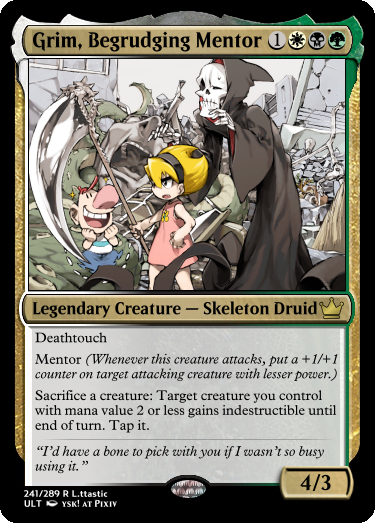 Grim, Begrudging Mentor 1
Legendary Creature — Skeleton Druid
Deathtouch
Mentor (Whenever this creature attacks, put a +1/+1
counter on target attacking creature with lesser power.)
Sacrifice a creature: Target creature you control
with mana value 2 or less gains indestructible until
end of turn. Tap it.
“I’d have a bone to pick with you if I wasn’t so busy
using it.”
4/3
241/289 R L.ttastic
ULT YSK! AT PIXIV